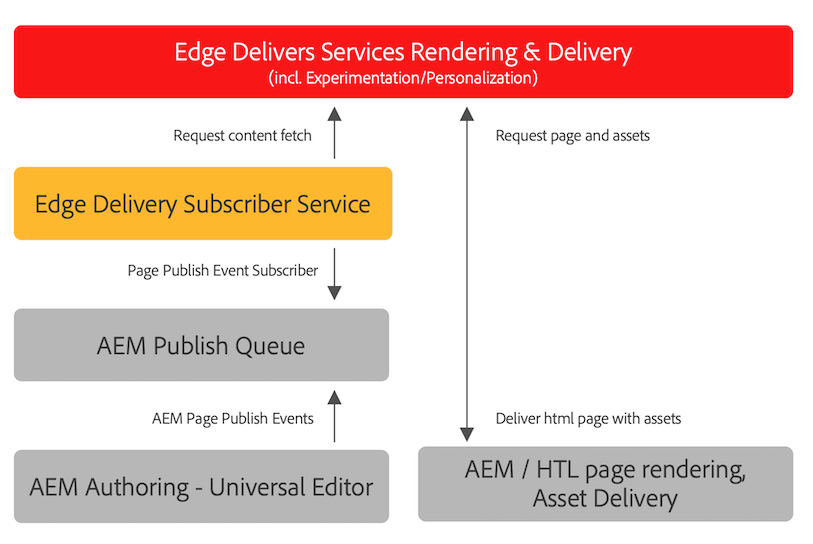 Edge Delivers Services Rendering & Delivery
(incl. Experimentation/Personalization)
Request content fetch
Request page and assets
Edge Delivery Subscriber Service
Page Publish Event Subscriber
AEM Publish Queue
AEM Page Publish Events
Deliver html page with assets
AEM Authoring - Universal Editor
AEM / HTL page rendering,
Asset Delivery